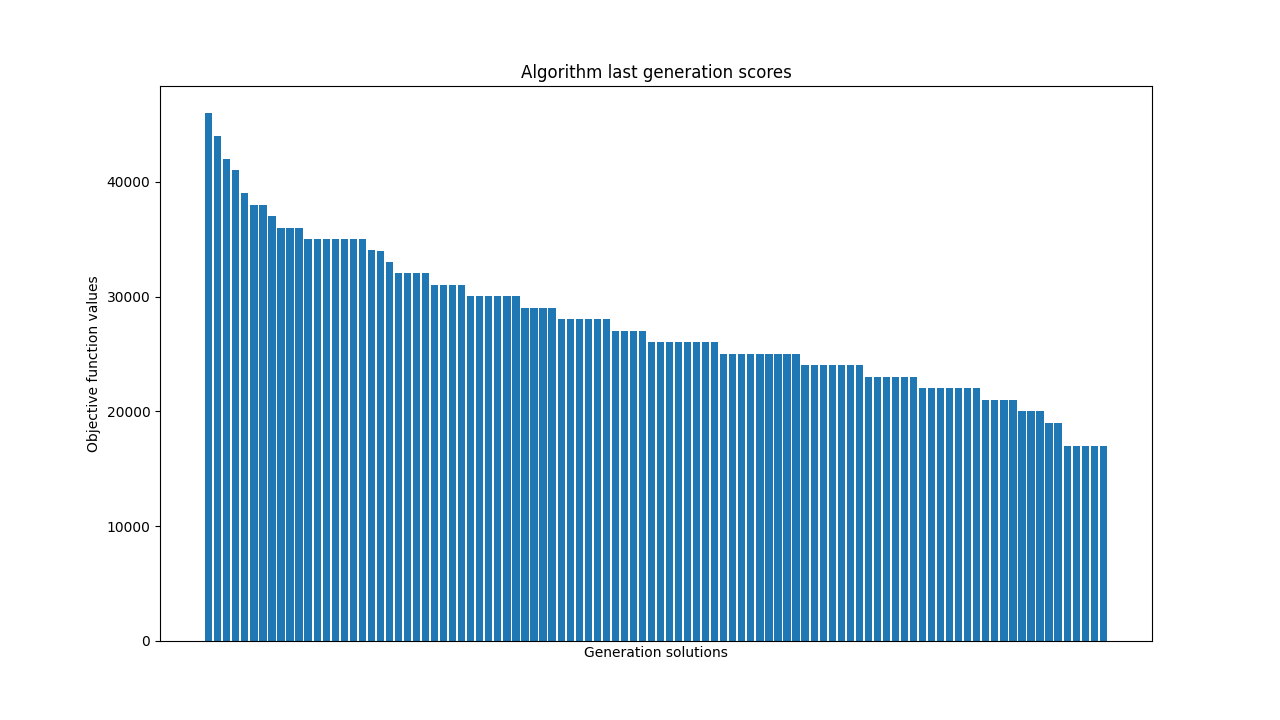 Algorithm last generation scores
40000
30000
20000
10000
0
Objective function values
Generation solutions